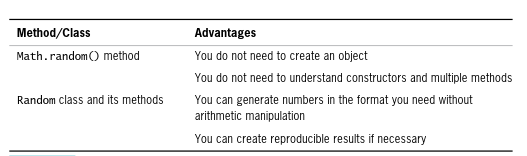 Method/Class Advantages
Math.random() method You do not need to create an object
You do not need to understand constructors and multiple methods
Random class and its methods You can generate numbers in the format you need without
arithmetic manipulation
You can create reproducible results if necessary